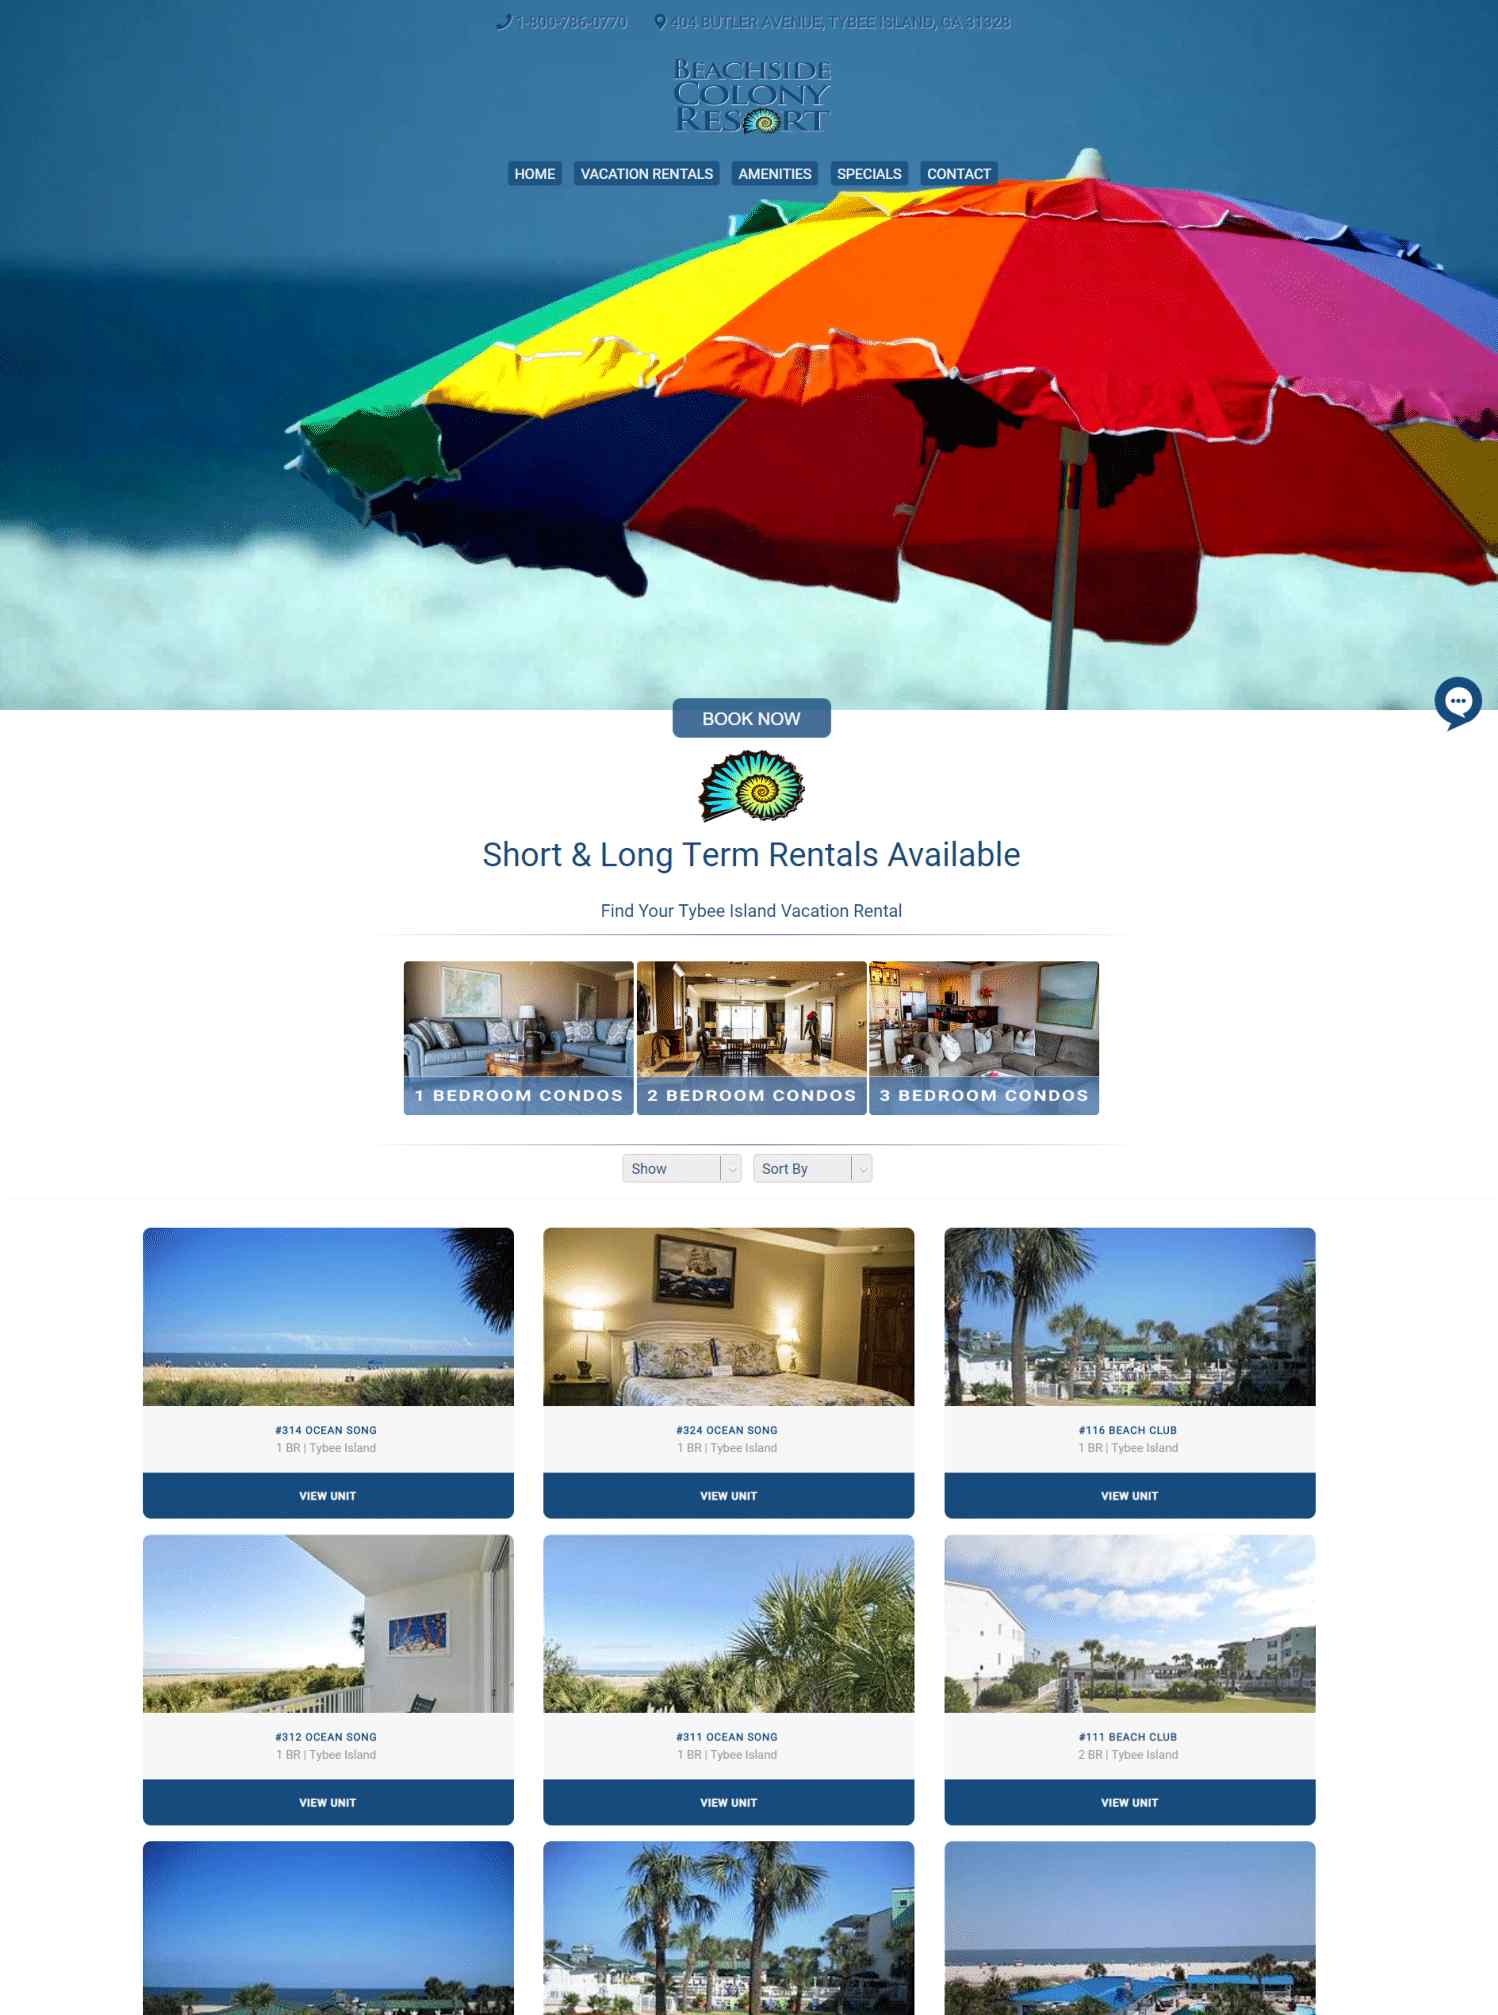 1-800-786-0770 404 BUTLER AVENUE, TYBEE ISLAND, GA 31328
BEACHSIDE
COLONY
RESORT
HOME VACATION RENTALS AMENITIES SPECIALS CONTACT
BOOK NOW
Short & Long Term Rentals Available
Find Your Tybee Island Vacation Rental
1 BEDROOM CONDOS 2 BEDROOM CONDOS 3 BEDROOM CONDOS
Show Sort By
#314 OCEAN SONG
1 BR | Tybee Island
VIEW UNIT
#324 OCEAN SONG
1 BR | Tybee Island
VIEW UNIT
#116 BEACH CLUB
1 BR | Tybee Island
VIEW UNIT
#312 OCEAN SONG
1 BR | Tybee Island
VIEW UNIT
#311 OCEAN SONG
1 BR | Tybee Island
VIEW UNIT
#111 BEACH CLUB
2 BR | Tybee Island
VIEW UNIT